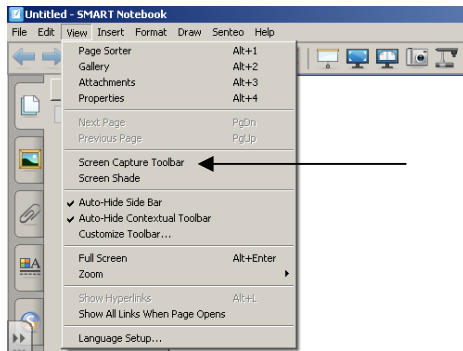 Untitled - SMART Notebook
File Edit View Insert Format Draw Senteo Help
Page Sorter Alt+1
Gallery Alt+2
Attachments Alt+3
Properties Alt+4
Next Page PgDn
Previous Page PgUp
Screen Capture Toolbar
Screen Shade
Auto-Hide Side Bar
Auto-Hide Contextual Toolbar
Customize Toolbar...
Full Screen Alt+Enter
Zoom
Show Hyperlinks Alt+L
Show All Links When Page Opens
Language Setup...